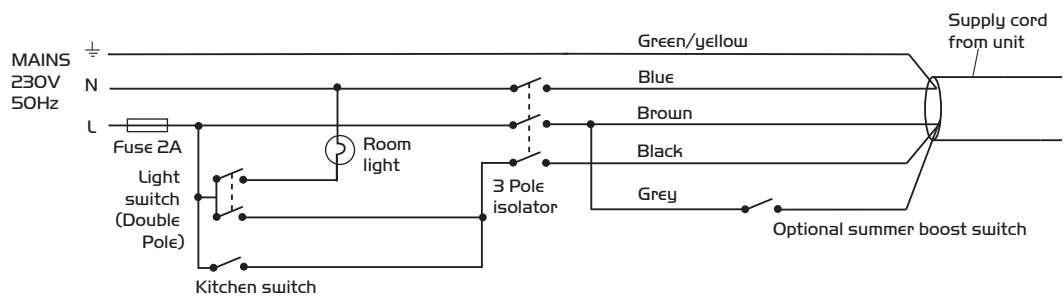 Supply cord
from unit
Green/yellow
MAINS
230V
50Hz
N
Blue
L
Brown
Fuse 2A
Room
light
Black
Light
switch
(Double
Pole)
3 Pole
isolator
Grey
Optional summer boost switch
Kitchen switch